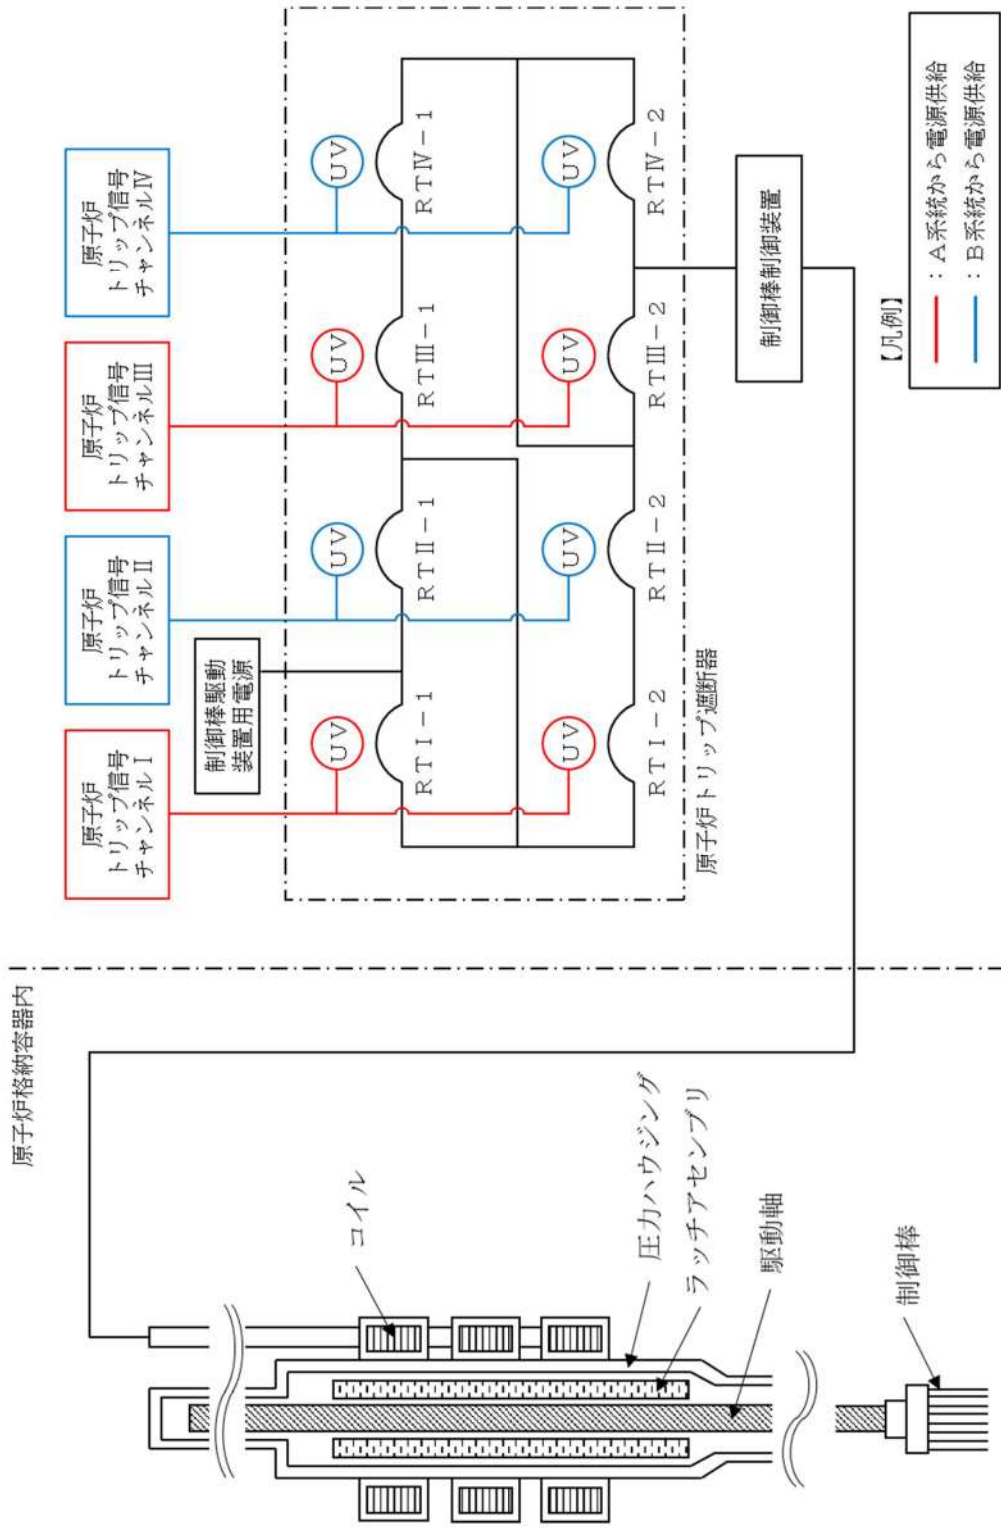 原子炉格納容器内
コイル
圧力ハウジング
ラッチアセンブリ
駆動軸
制御棒
原子炉
トリップ信号
チャンネルⅠ
原子炉
トリップ信号
チャンネルⅡ
原子炉
トリップ信号
チャンネルⅢ
原子炉
トリップ信号
チャンネルⅣ
制御棒駆動
装置用電源
UV
UV
UV
UV
RTⅠ-1
RTⅡ-1
RTⅢ-1
RTⅣ-1
UV
UV
UV
UV
RTⅠ-2
RTⅡ-2
RTⅢ-2
RTⅣ-2
原子炉トリップ遮断器
制御棒制御装置
【凡例】
：A系統から電源供給
：B系統から電源供給